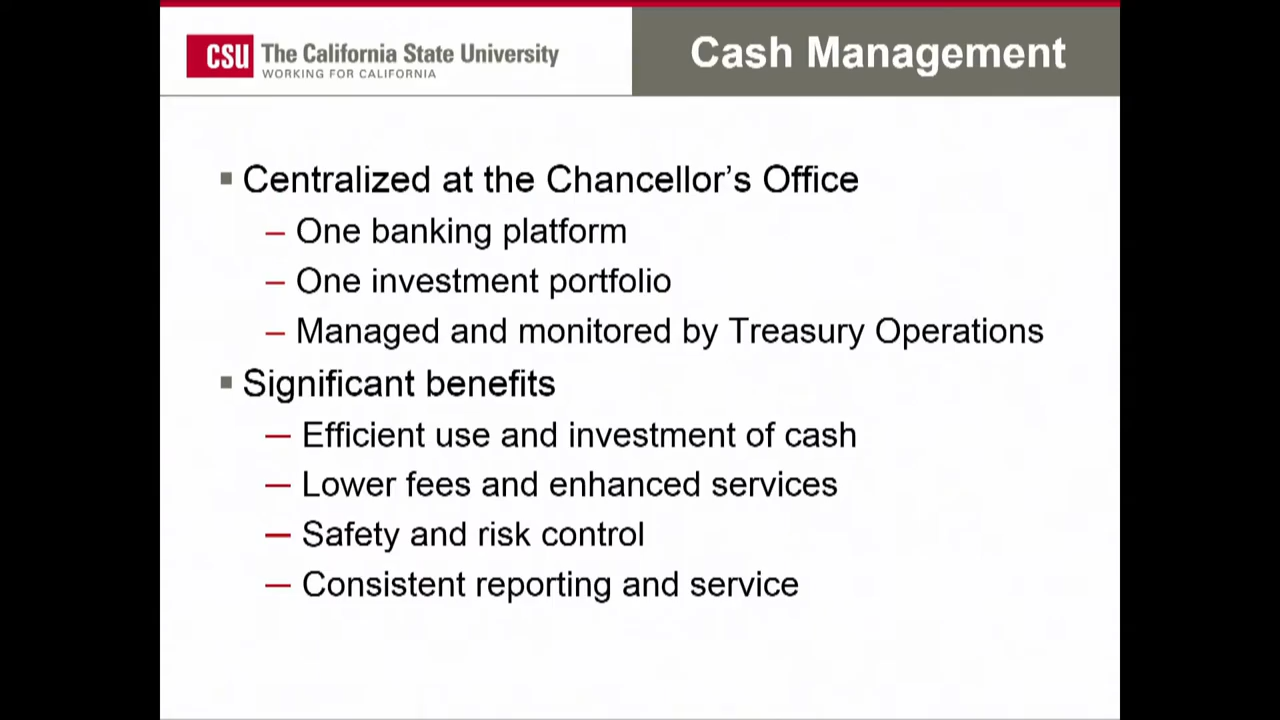 CSU The California State University
WORKING FOR CALIFORNIA
Cash Management
▪ Centralized at the Chancellor’s Office
– One banking platform
– One investment portfolio
– Managed and monitored by Treasury Operations
▪ Significant benefits
— Efficient use and investment of cash
— Lower fees and enhanced services
— Safety and risk control
— Consistent reporting and service